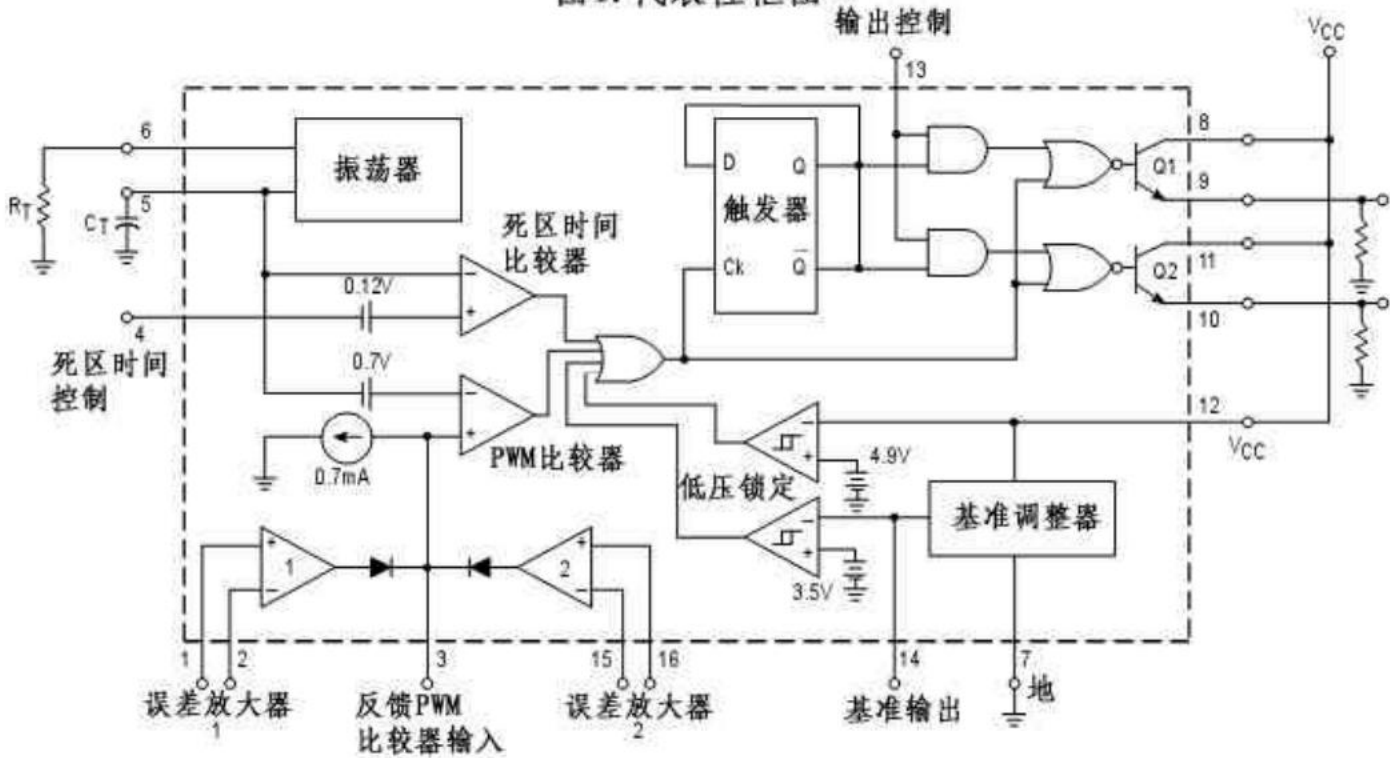 输出控制
VCC
13
6
振荡器
5
RT
CT
D
Q
触发器
Ck
Q
8
Q1
9
11
Q2
10
死区时间
比较器
0.12V
4
死区时间
控制
0.7V
0.7mA
PWM比较器
低压锁定
4.9V
12
VCC
基准调整器
3.5V
1
2
1
2
3
15
16
14
7
误差放大器
1
反馈PWM
比较器输入
误差放大器
2
基准输出
地